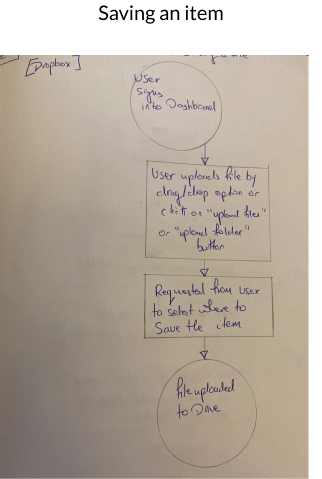 Saving an item
[Dropbox]
User
signs
into Dashboard
User uploads file by
drag/drop option or
click on "upload files"
or "upload folder"
button
Requested from user
to select where to
Save the item
file uploaded
to Drive